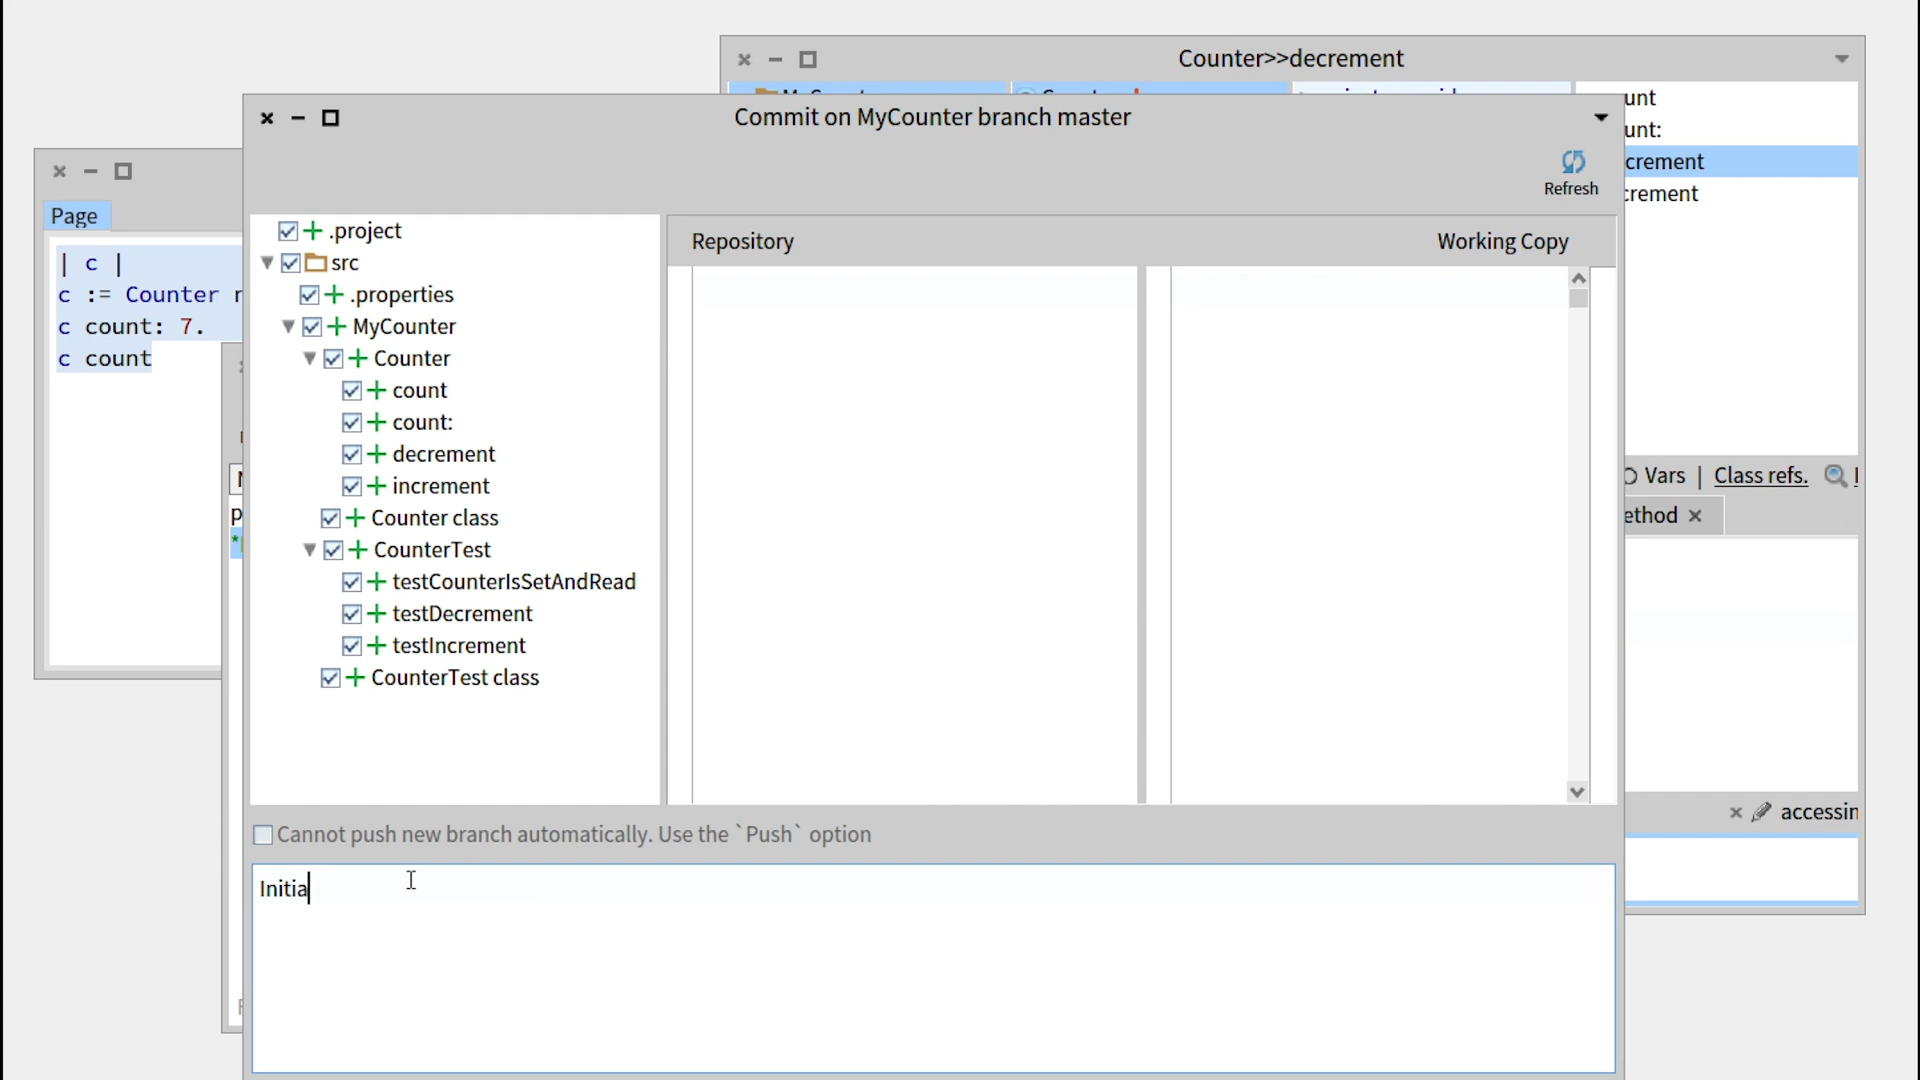 Counter>>decrement
Commit on MyCounter branch master
Refresh
Page
| c |
c := Counter
c count: 7.
c count
.project
src
.properties
MyCounter
Counter
count
count:
decrement
increment
Counter class
CounterTest
testCounterIsSetAndRead
testDecrement
testIncrement
CounterTest class
Repository
Working Copy
unt
unt:
crement
crement
Vars | Class refs.
ethod
accessin
Cannot push new branch automatically. Use the `Push` option
Initia